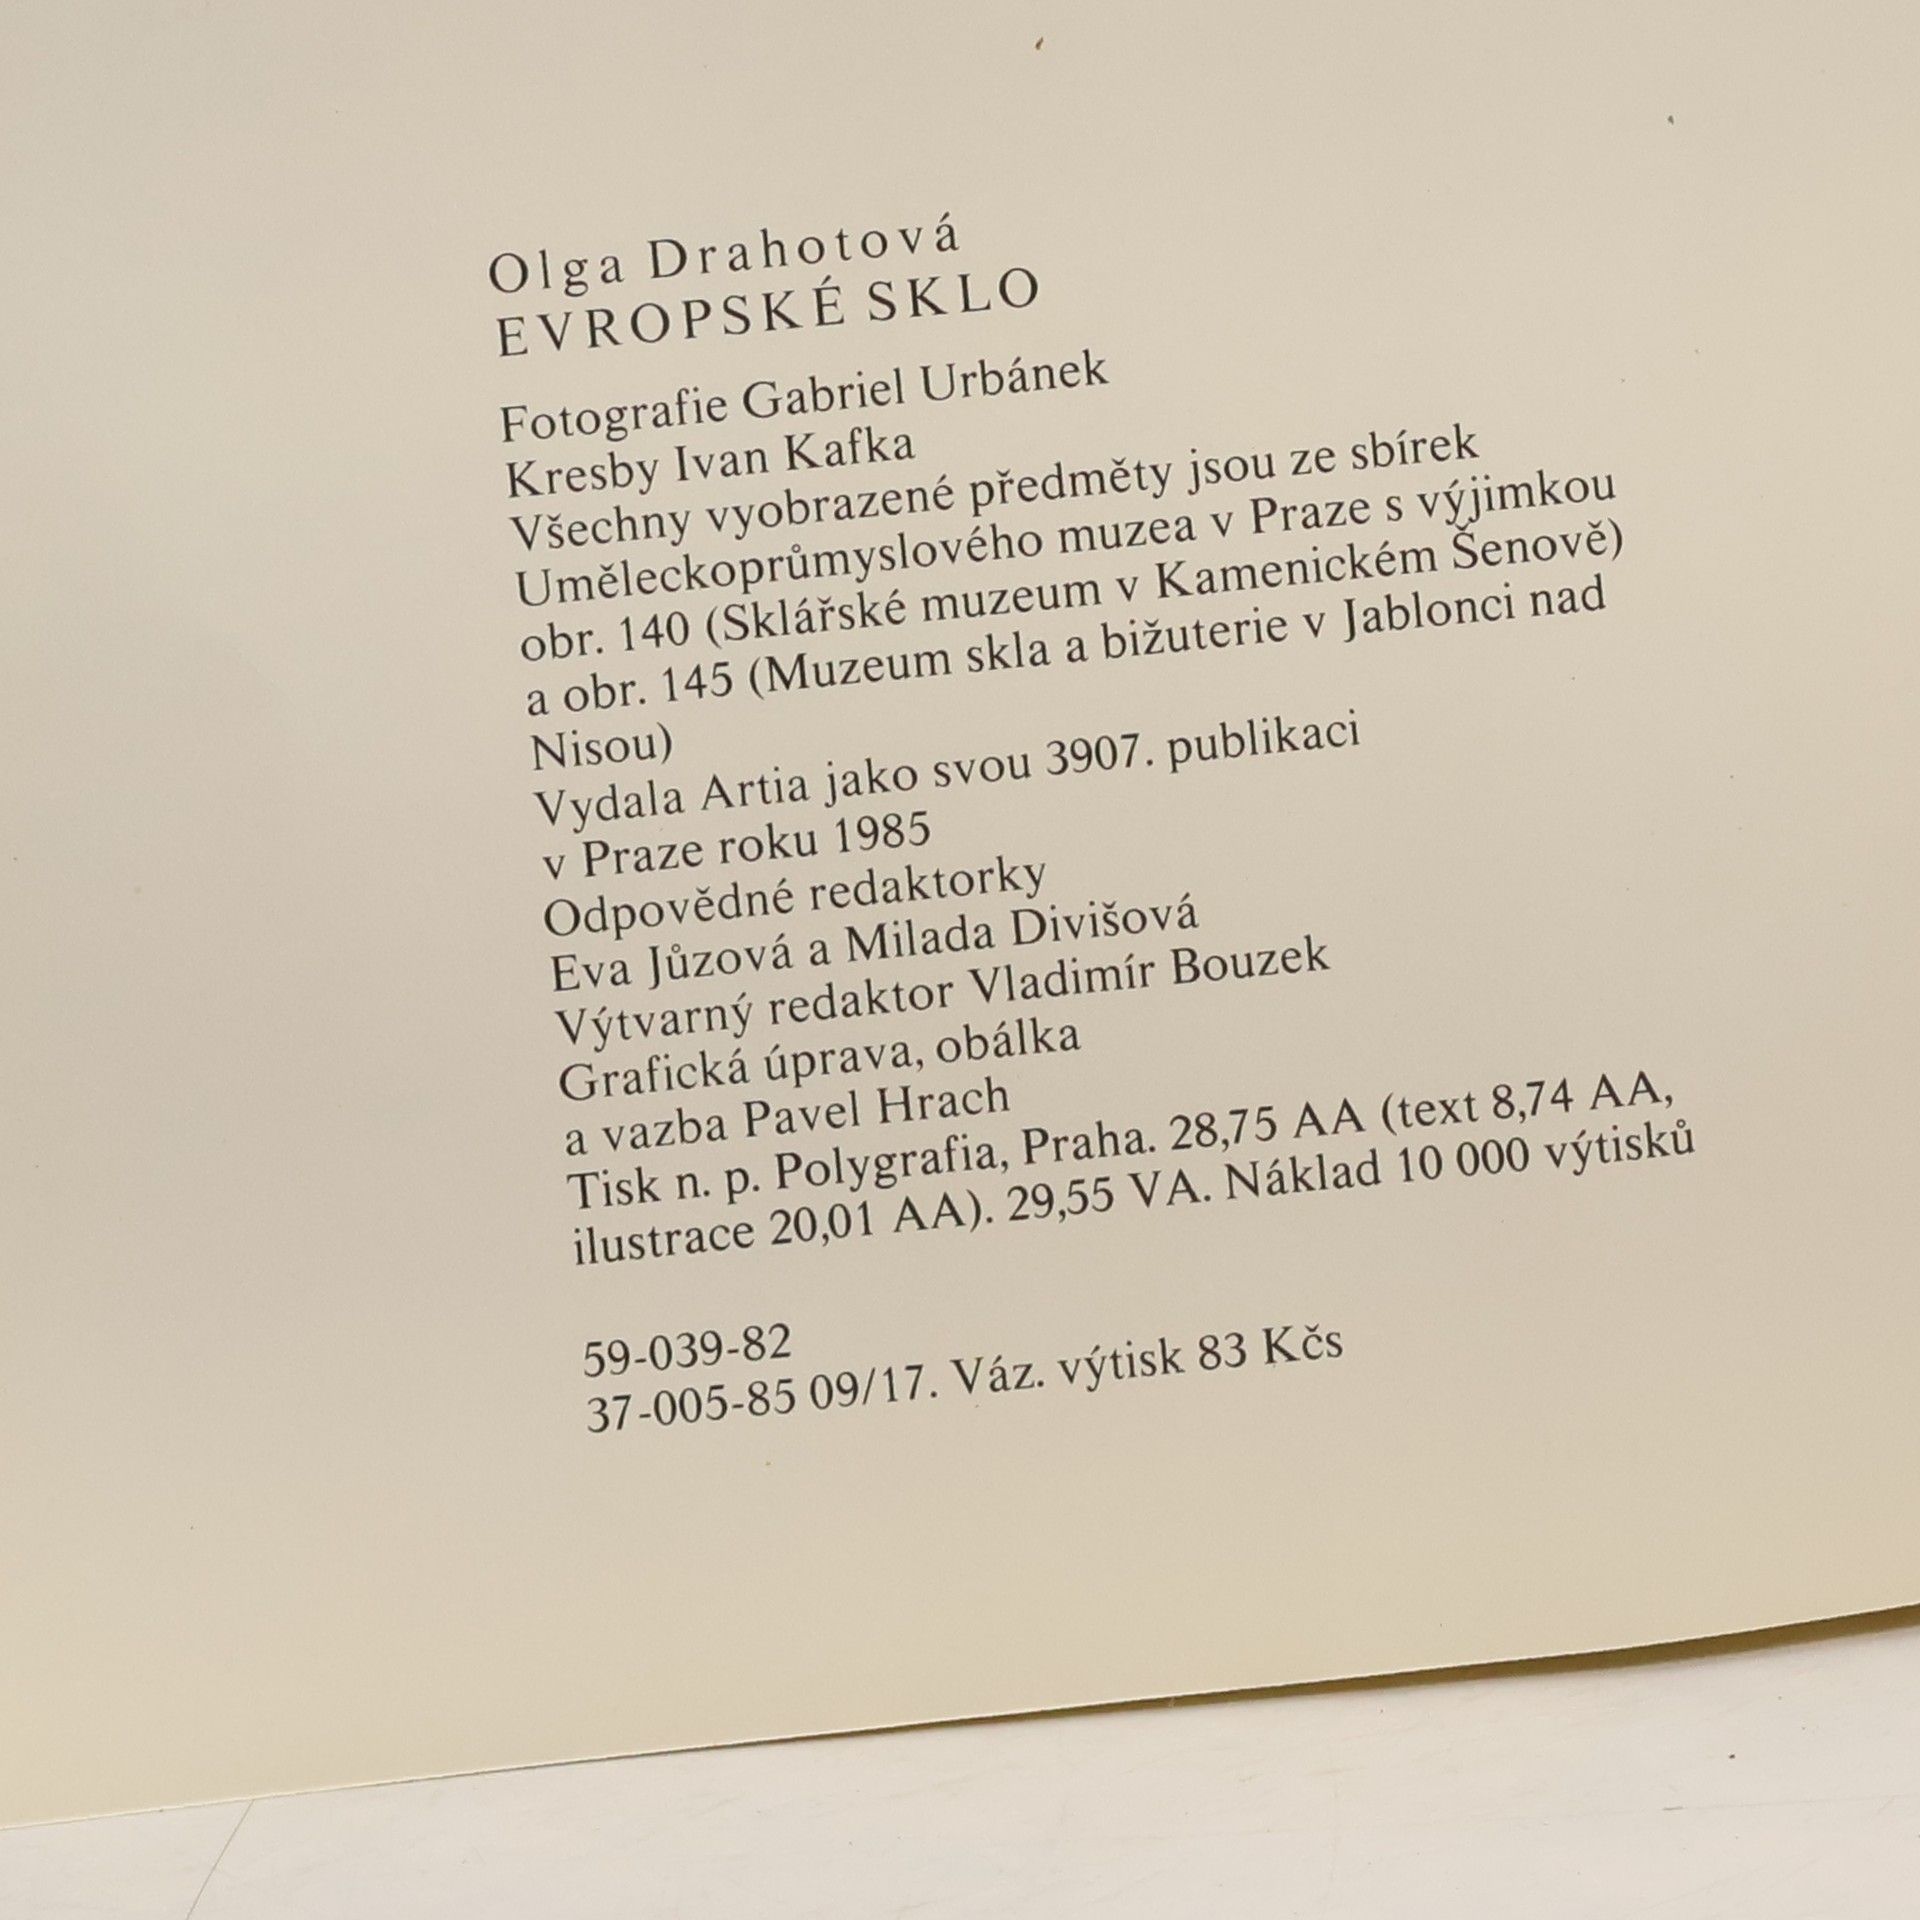 Olga Drahotová
EVROPSKÉ SKLO
Fotografie Gabriel Urbánek
Kresby Ivan Kafka
Všechny vyobrazené předměty jsou ze sbírek
Uměleckoprůmyslového muzea v Praze s výjimkou
obr. 140 (Sklářské muzeum v Kamenickém Šenově)
a obr. 145 (Muzeum skla a bižuterie v Jablonci nad
Nisou)
Vydala Artia jako svou 3907. publikaci
v Praze roku 1985
Odpovědné redaktorky
Eva Jůzová a Milada Divišová
Výtvarný redaktor Vladimír Bouzek
Grafická úprava, obálka
a vazba Pavel Hrach
Tisk n. p. Polygrafia, Praha. 28,75 AA (text 8,74 AA,
ilustrace 20,01 AA). 29,55 VA. Náklad 10 000 výtisků
59-039-82
37-005-85 09/17. Váz. výtisk 83 Kčs